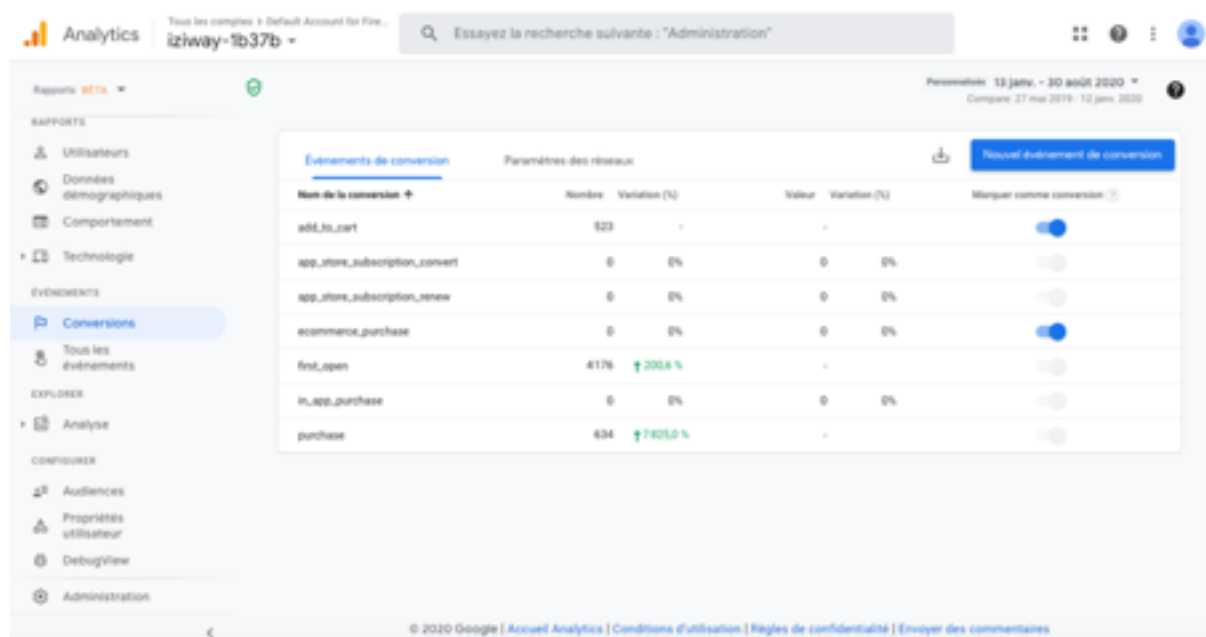 Analytics
Tous les comptes > Default Account for Fire...
iziway-1b37b
Essayez la recherche suivante : "Administration"
Rapports BÊTA
Personnalisée 13 janv. - 30 août 2020
Compare: 27 mai 2019 - 12 janv. 2020
RAPPORTS
Utilisateurs
Données
démographiques
Comportement
Technologie
ÉVÉNEMENTS
Conversions
Tous les
événements
EXPLORER
Analyse
CONFIGURER
Audiences
Propriétés
utilisateur
DebugView
Administration
Événements de conversion Paramètres des réseaux Nouvel événement de conversion
Nom de la conversion ↑ Nombre Variation (%) Valeur Variation (%) Marquer comme conversion
add_to_cart 523 - -
app_store_subscription_convert 0 0% 0 0%
app_store_subscription_renew 0 0% 0 0%
ecommerce_purchase 0 0% 0 0%
first_open 4176 ↑ 200,6 % -
in_app_purchase 0 0% 0 0%
purchase 634 ↑ 7 825,0 % -
© 2020 Google | Accueil Analytics | Conditions d'utilisation | Règles de confidentialité | Envoyer des commentaires